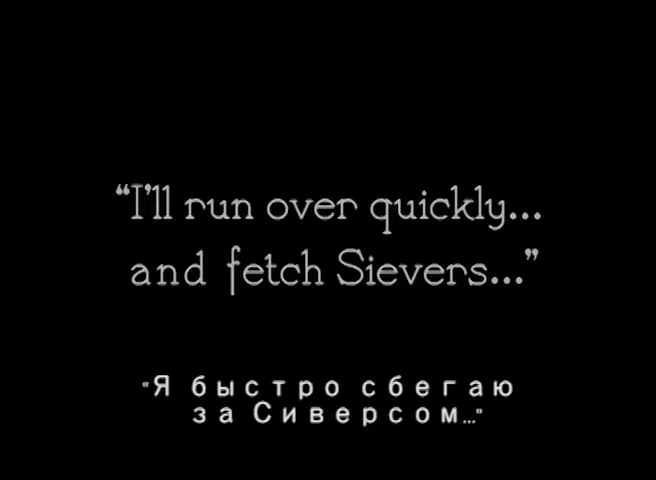 “I'll run over quickly...
and fetch Sievers...”
"Я быстро сбегаю
за Сиверсом..."